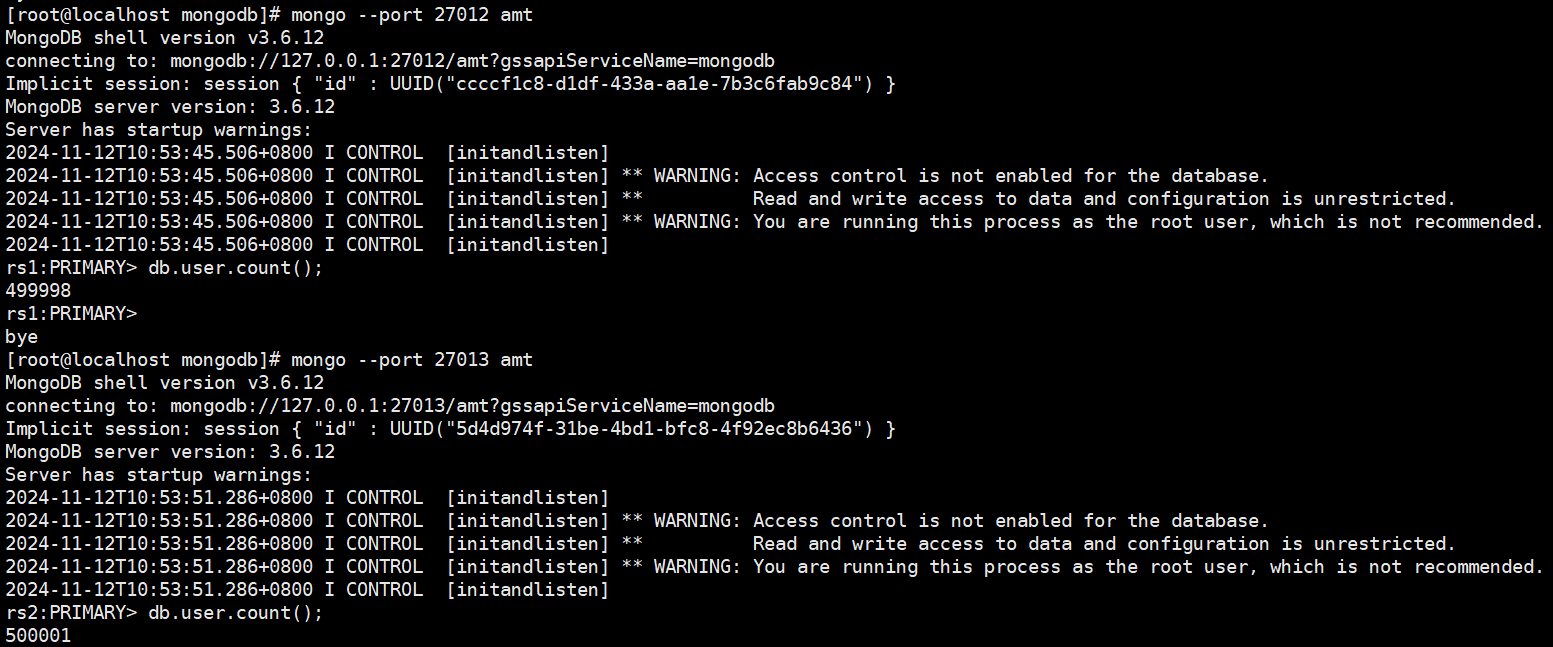 [root@localhost mongodb]# mongo --port 27012 amt
MongoDB shell version v3.6.12
connecting to: mongodb://127.0.0.1:27012/amt?gssapiServiceName=mongodb
Implicit session: session { "id" : UUID("ccccf1c8-d1df-433a-aa1e-7b3c6fab9c84") }
MongoDB server version: 3.6.12
Server has startup warnings:
2024-11-12T10:53:45.506+0800 I CONTROL  [initandlisten]
2024-11-12T10:53:45.506+0800 I CONTROL  [initandlisten] ** WARNING: Access control is not enabled for the database.
2024-11-12T10:53:45.506+0800 I CONTROL  [initandlisten] **          Read and write access to data and configuration is unrestricted.
2024-11-12T10:53:45.506+0800 I CONTROL  [initandlisten] ** WARNING: You are running this process as the root user, which is not recommended.
2024-11-12T10:53:45.506+0800 I CONTROL  [initandlisten]
rs1:PRIMARY> db.user.count();
499998
rs1:PRIMARY>
bye
[root@localhost mongodb]# mongo --port 27013 amt
MongoDB shell version v3.6.12
connecting to: mongodb://127.0.0.1:27013/amt?gssapiServiceName=mongodb
Implicit session: session { "id" : UUID("5d4d974f-31be-4bd1-bfc8-4f92ec8b6436") }
MongoDB server version: 3.6.12
Server has startup warnings:
2024-11-12T10:53:51.286+0800 I CONTROL  [initandlisten]
2024-11-12T10:53:51.286+0800 I CONTROL  [initandlisten] ** WARNING: Access control is not enabled for the database.
2024-11-12T10:53:51.286+0800 I CONTROL  [initandlisten] **          Read and write access to data and configuration is unrestricted.
2024-11-12T10:53:51.286+0800 I CONTROL  [initandlisten] ** WARNING: You are running this process as the root user, which is not recommended.
2024-11-12T10:53:51.286+0800 I CONTROL  [initandlisten]
rs2:PRIMARY> db.user.count();
500001